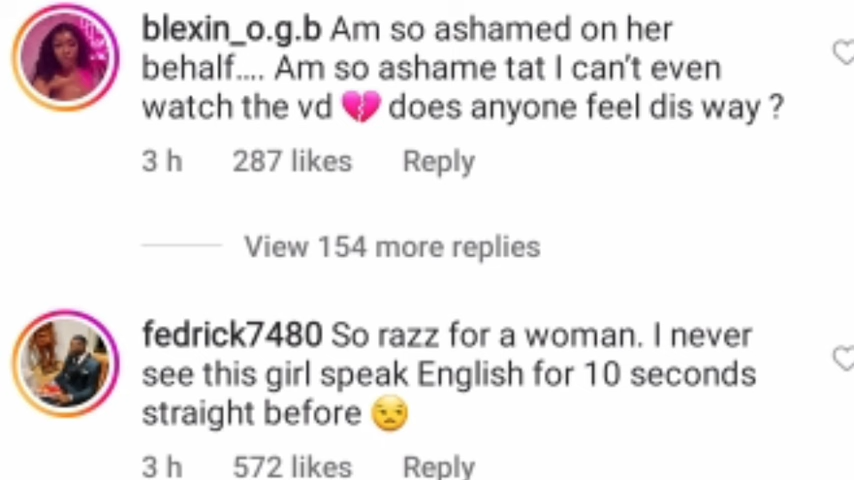 blexin_o.g.b Am so ashamed on her
behalf.... Am so ashame tat I can't even
watch the vd 💔 does anyone feel dis way ?
3 h 287 likes Reply
View 154 more replies
fedrick7480 So razz for a woman. I never
see this girl speak English for 10 seconds
straight before 😒
3 h 572 likes Reply